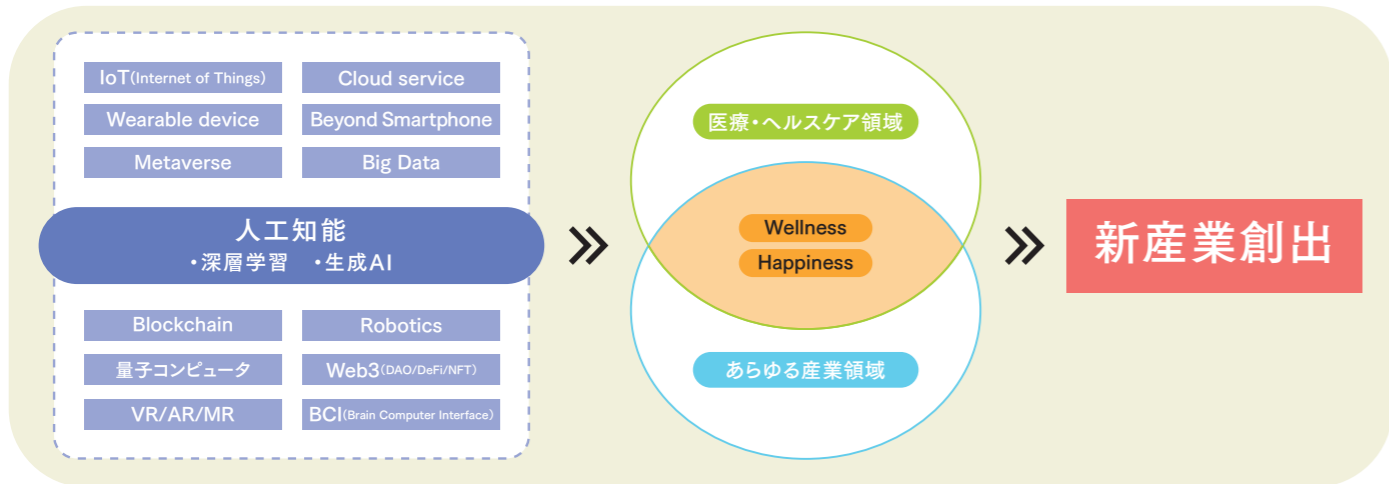 IoT(Internet of Things)
Cloud service
Wearable device
Beyond Smartphone
Metaverse
Big Data
人工知能
・深層学習　・生成AI
Blockchain
Robotics
量子コンピュータ
Web3(DAO/DeFi/NFT)
VR/AR/MR
BCI(Brain Computer Interface)
医療・ヘルスケア領域
Wellness
Happiness
あらゆる産業領域
新産業創出